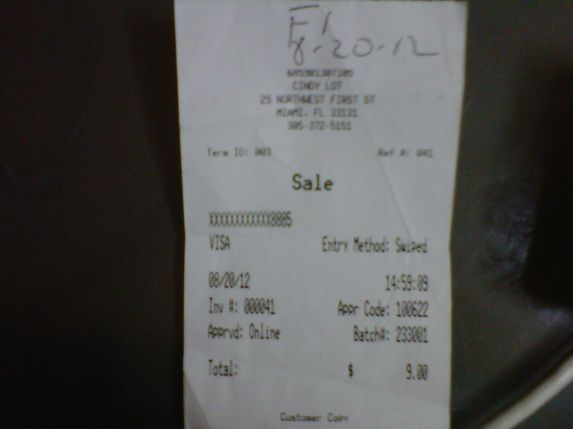 8-20-12
CINDY LOT
29 NORTHWEST FIRST ST
MIAMI, FL 33131
305-372-5151
Term ID: 003 Ref #: 041
Sale
XXXXXXXXXXXX8885
VISA Entry Method: Swiped
08/20/12 14:59:09
Inv #: 000041 Appr Code: 100622
Apprvd: Online Batch#: 233001
Total: $ 9.00
Customer Copy